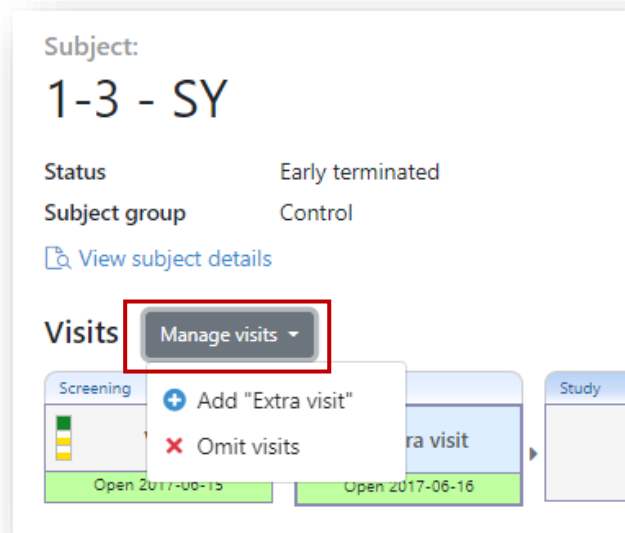 Subject:
1-3 - SY
Status Early terminated
Subject group Control
View subject details
Visits Manage visits
Screening Study
Add "Extra visit"
Omit visits
visit
Open 2017-06-15 Open 2017-06-16